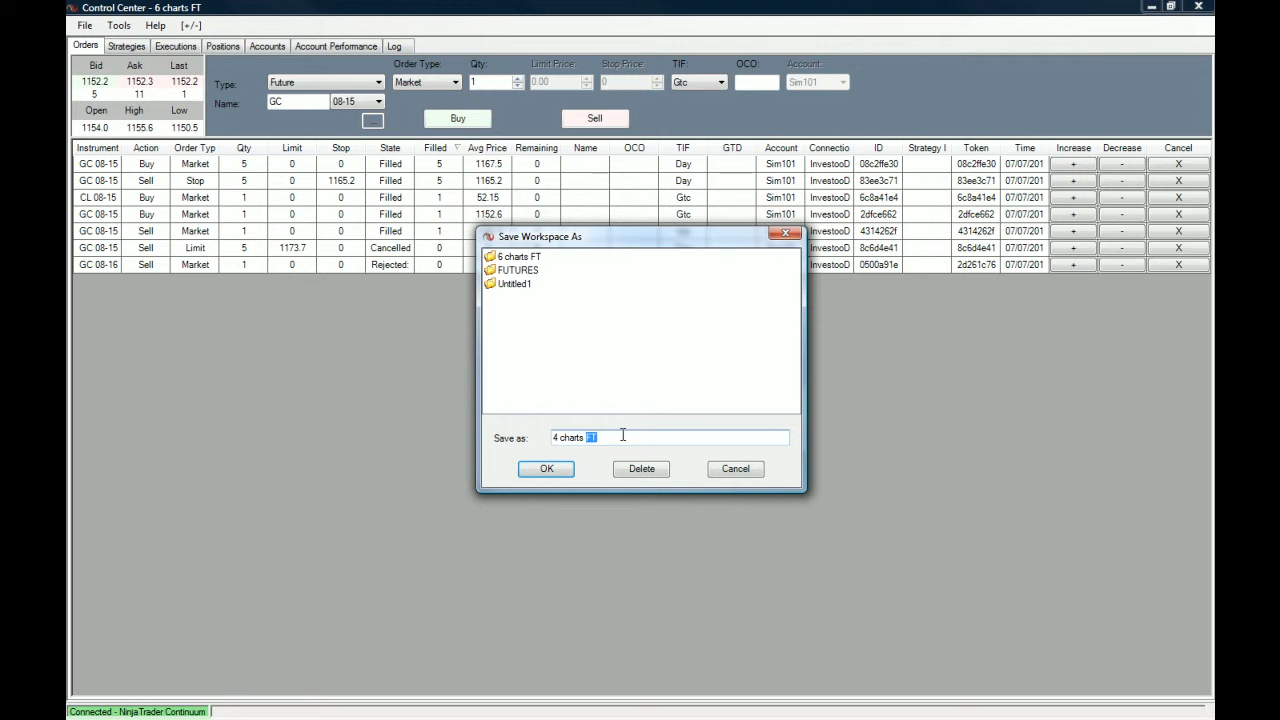 Control Center - 6 charts FT
File Tools Help [+/-]
Orders Strategies Executions Positions Accounts Account Performance Log
Bid Ask Last
1152.2 1152.3 1152.2
5 11 1
Open High Low
1154.0 1155.6 1150.5
Order Type: Qty: Limit Price: Stop Price: TIF: OCO: Account:
Type: Future Market 1 0.00 0 Gtc Sim101
Name: GC 08-15
... Buy Sell
Instrument Action Order Typ Qty Limit Stop State Filled Avg Price Remaining Name OCO TIF GTD Account Connectio ID Strategy I Token Time Increase Decrease Cancel
GC 08-15 Buy Market 5 0 0 Filled 5 1167.5 0 Day Sim101 InvestooD 08c2ffe30 08c2ffe30 07/07/201 + - X
GC 08-15 Sell Stop 5 0 1165.2 Filled 5 1165.2 0 Day Sim101 InvestooD 83ee3c71 83ee3c71 07/07/201 + - X
CL 08-15 Buy Market 1 0 0 Filled 1 52.15 0 Gtc Sim101 InvestooD 6c8a41e4 6c8a41e4 07/07/201 + - X
GC 08-15 Buy Market 1 0 0 Filled 1 1152.6 0 Gtc Sim101 InvestooD 2dfce662 2dfce662 07/07/201 + - X
GC 08-15 Sell Market 1 0 0 Filled 1 InvestooD 4314262f 4314262f 07/07/201 + - X
GC 08-15 Sell Limit 1 1173.7 0 Cancelled 0 InvestooD 8c6d4e41 8c6d4e41 07/07/201 + - X
GC 08-16 Sell Market 1 0 0 Rejected: 0 InvestooD 0500a91e 2d261c76 07/07/201 + - X
Save Workspace As
6 charts FT
FUTURES
Untitled1
Save as: 4 charts FT
OK Delete Cancel
Connected - NinjaTrader Continuum